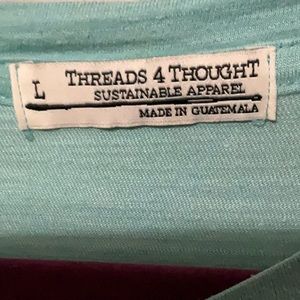 L
THREADS 4 THOUGHT
SUSTAINABLE APPAREL
MADE IN GUATEMALA